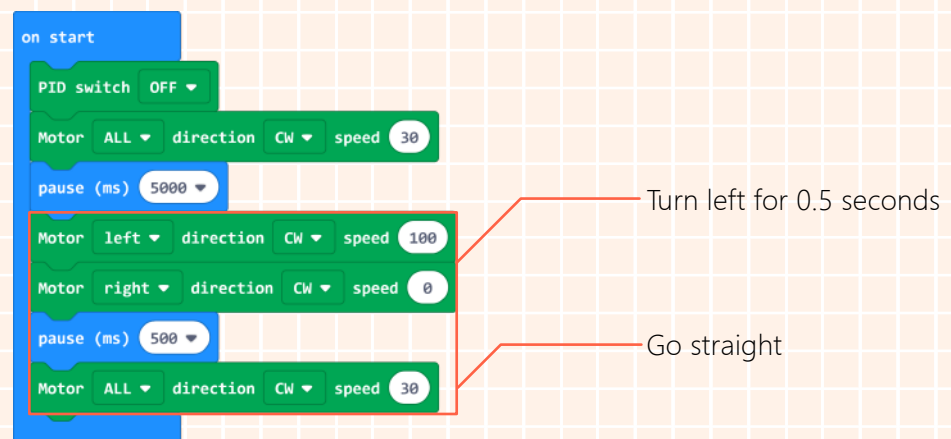 on start
PID switch OFF
Motor ALL direction CW speed 30
pause (ms) 5000
Motor left direction CW speed 100
Motor right direction CW speed 0
pause (ms) 500
Motor ALL direction CW speed 30
Turn left for 0.5 seconds
Go straight